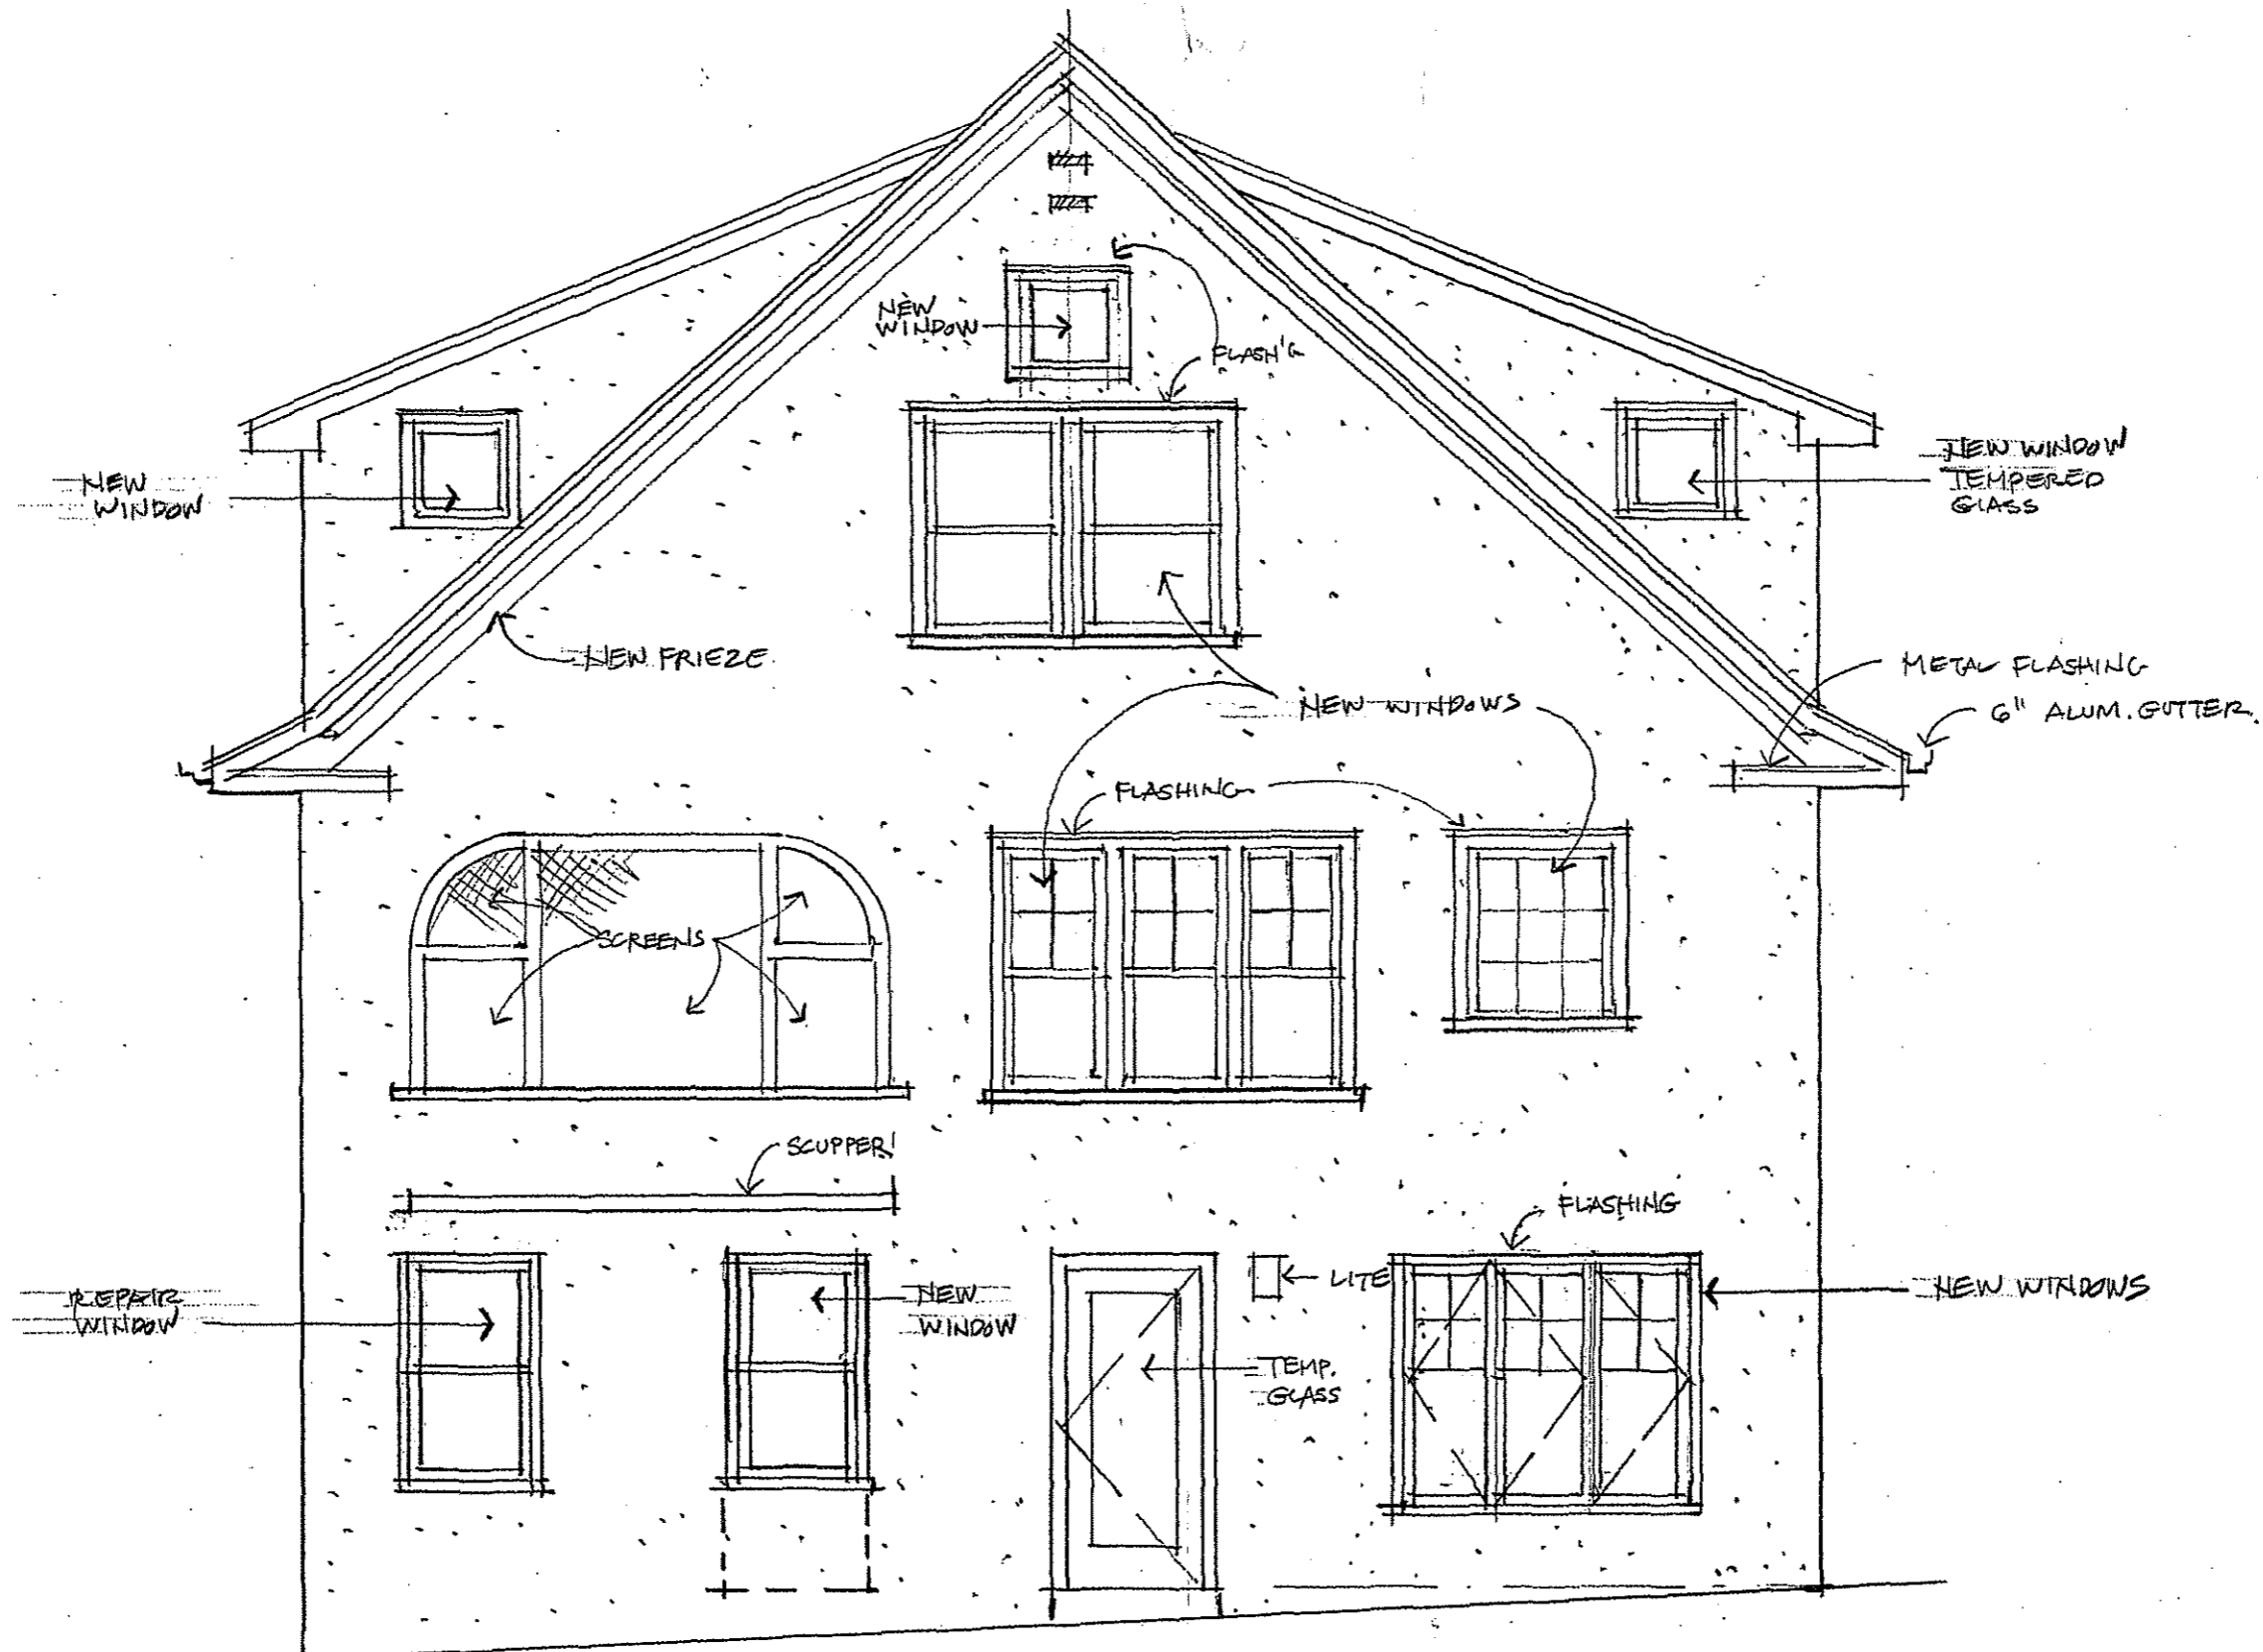 NEW
WINDOW
FLASH'G
NEW
WINDOW
NEW WINDOW
TEMPERED
GLASS
NEW FRIEZE
METAL FLASHING
6" ALUM. GUTTER
NEW WINDOWS
FLASHING
SCREENS
SCUPPER
FLASHING
REPAIR
WINDOW
NEW
WINDOW
LITE
NEW WINDOWS
TEMP.
GLASS